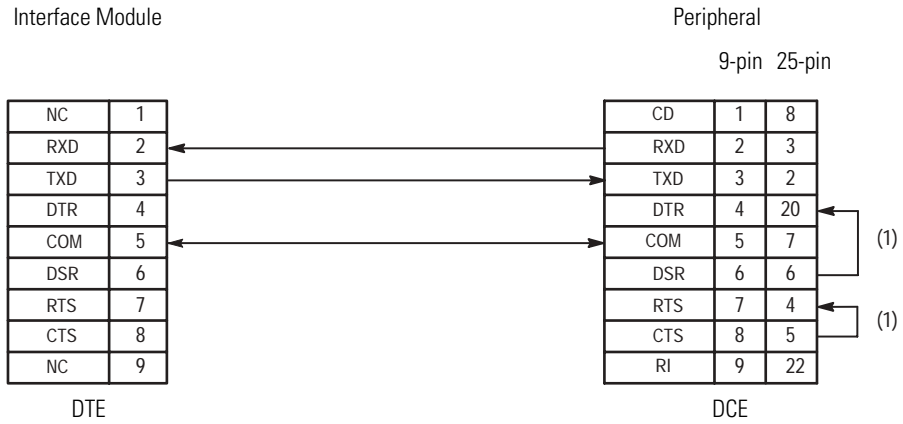 Interface Module
Peripheral
9-pin 25-pin
NC 1
CD 1 8
RXD 2
RXD 2 3
TXD 3
TXD 3 2
DTR 4
DTR 4 20
COM 5
COM 5 7
(1)
DSR 6
DSR 6 6
RTS 7
RTS 7 4
(1)
CTS 8
CTS 8 5
NC 9
RI 9 22
DTE
DCE